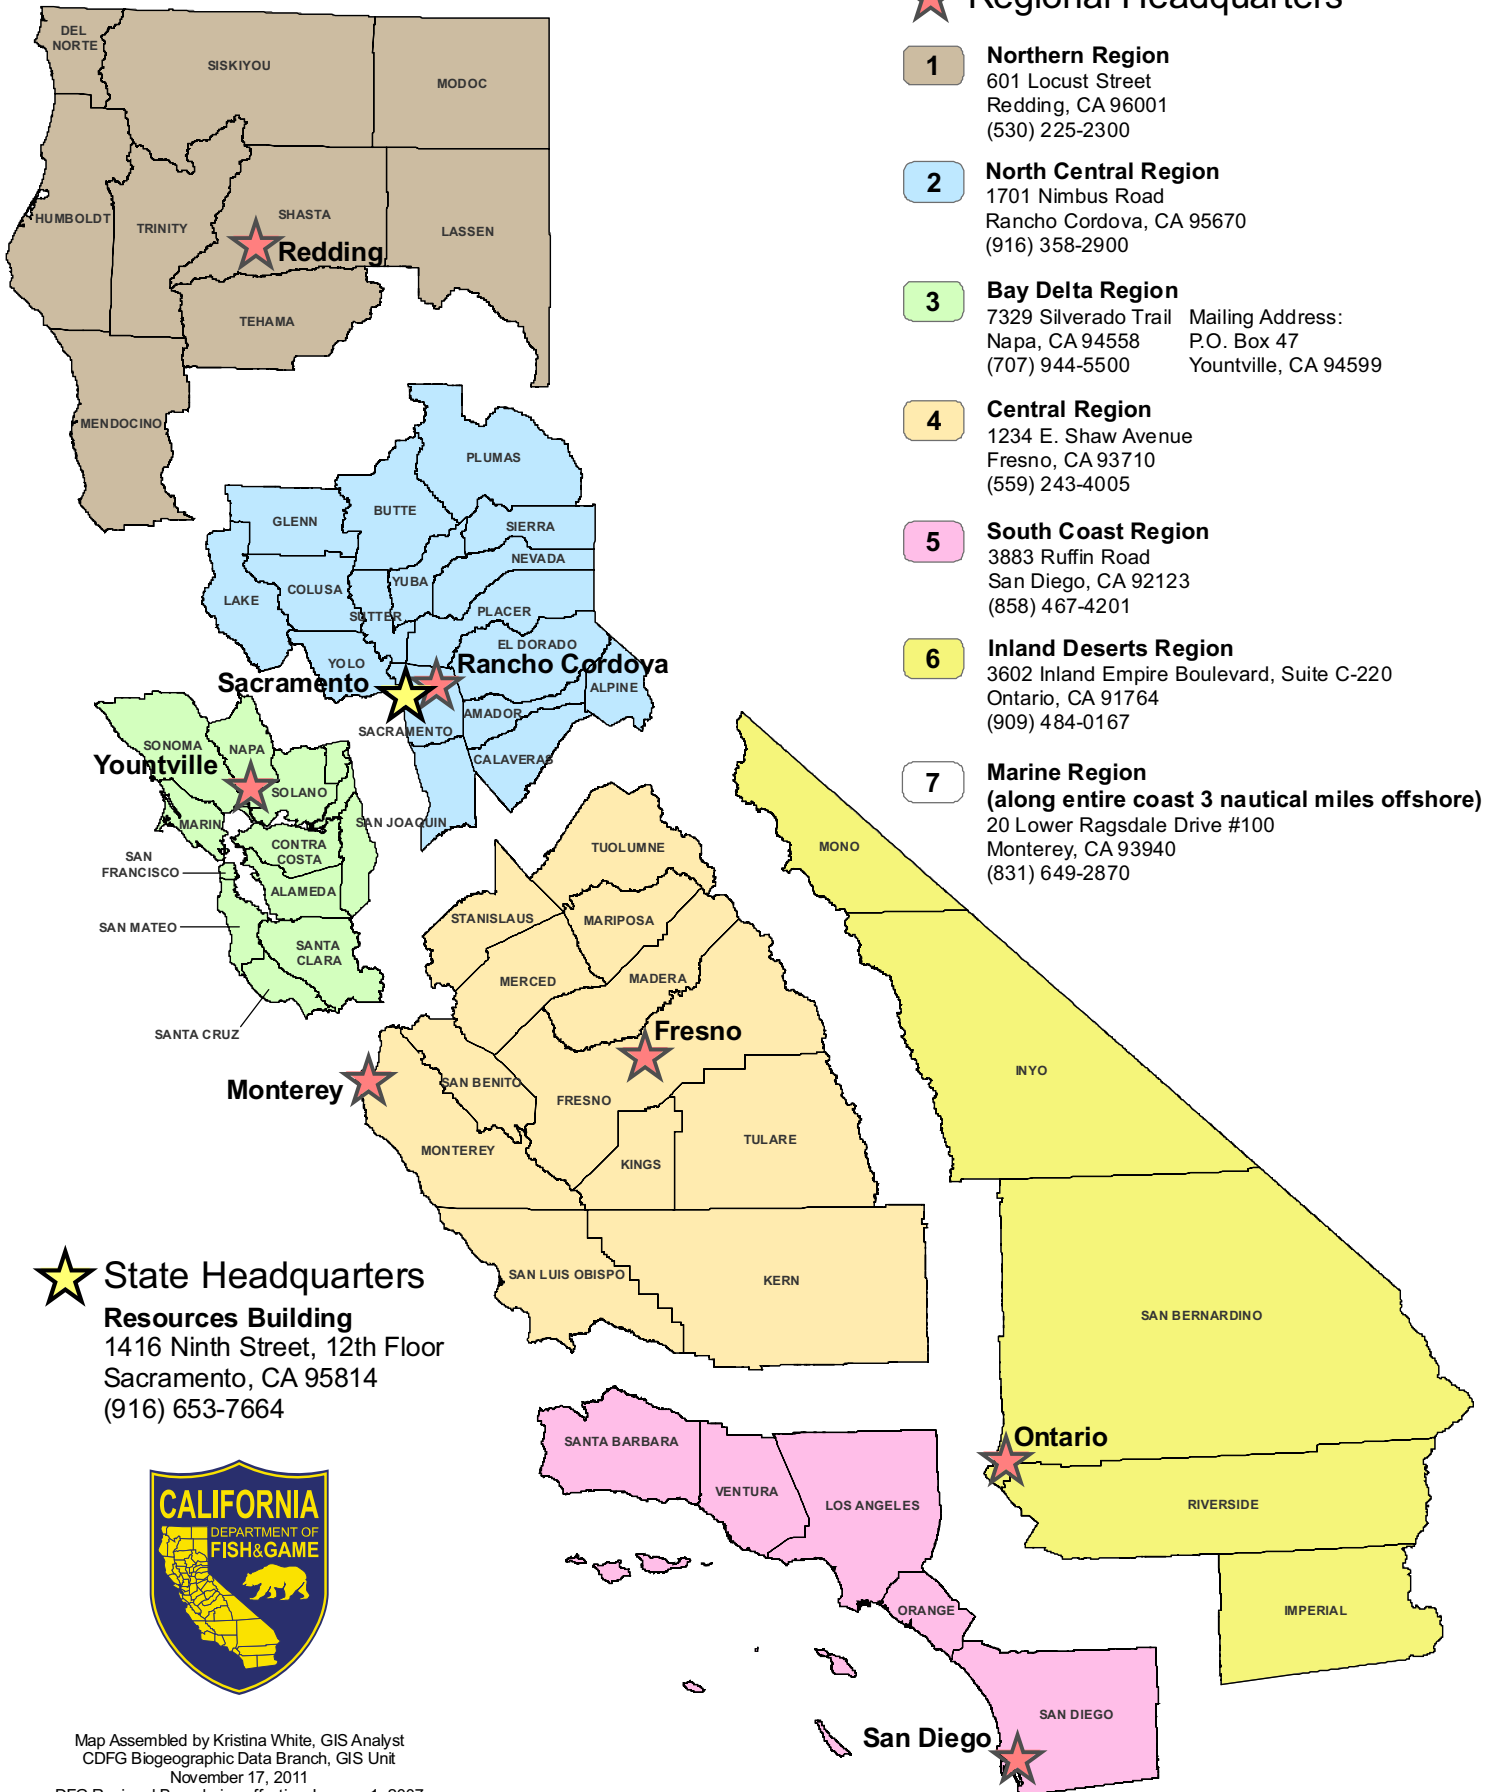 Regional Headquarters
1
Northern Region
601 Locust Street
Redding, CA 96001
(530) 225-2300
2
North Central Region
1701 Nimbus Road
Rancho Cordova, CA 95670
(916) 358-2900
3
Bay Delta Region
7329 Silverado Trail Mailing Address:
Napa, CA 94558 P.O. Box 47
(707) 944-5500 Yountville, CA 94599
4
Central Region
1234 E. Shaw Avenue
Fresno, CA 93710
(559) 243-4005
5
South Coast Region
3883 Ruffin Road
San Diego, CA 92123
(858) 467-4201
6
Inland Deserts Region
3602 Inland Empire Boulevard, Suite C-220
Ontario, CA 91764
(909) 484-0167
7
Marine Region
(along entire coast 3 nautical miles offshore)
20 Lower Ragsdale Drive #100
Monterey, CA 93940
(831) 649-2870
DEL
NORTE
SISKIYOU
MODOC
HUMBOLDT
TRINITY
SHASTA
LASSEN
Redding
TEHAMA
MENDOCINO
PLUMAS
BUTTE
GLENN
SIERRA
NEVADA
YUBA
COLUSA
LAKE
SUTTER
PLACER
EL DORADO
YOLO
Rancho Cordova
Sacramento
ALPINE
AMADOR
SACRAMENTO
CALAVERAS
SAN JOAQUIN
SONOMA
NAPA
Yountville
SOLANO
MARIN
CONTRA
COSTA
SAN
FRANCISCO
ALAMEDA
SAN MATEO
SANTA
CLARA
SANTA CRUZ
TUOLUMNE
STANISLAUS
MARIPOSA
MERCED
MADERA
Fresno
Monterey
SAN BENITO
FRESNO
MONTEREY
KINGS
TULARE
SAN LUIS OBISPO
KERN
MONO
INYO
SAN BERNARDINO
Ontario
RIVERSIDE
IMPERIAL
SANTA BARBARA
VENTURA
LOS ANGELES
ORANGE
SAN DIEGO
San Diego
State Headquarters
Resources Building
1416 Ninth Street, 12th Floor
Sacramento, CA 95814
(916) 653-7664
CALIFORNIA
DEPARTMENT OF
FISH&GAME
Map Assembled by Kristina White, GIS Analyst
CDFG Biogeographic Data Branch, GIS Unit
November 17, 2011